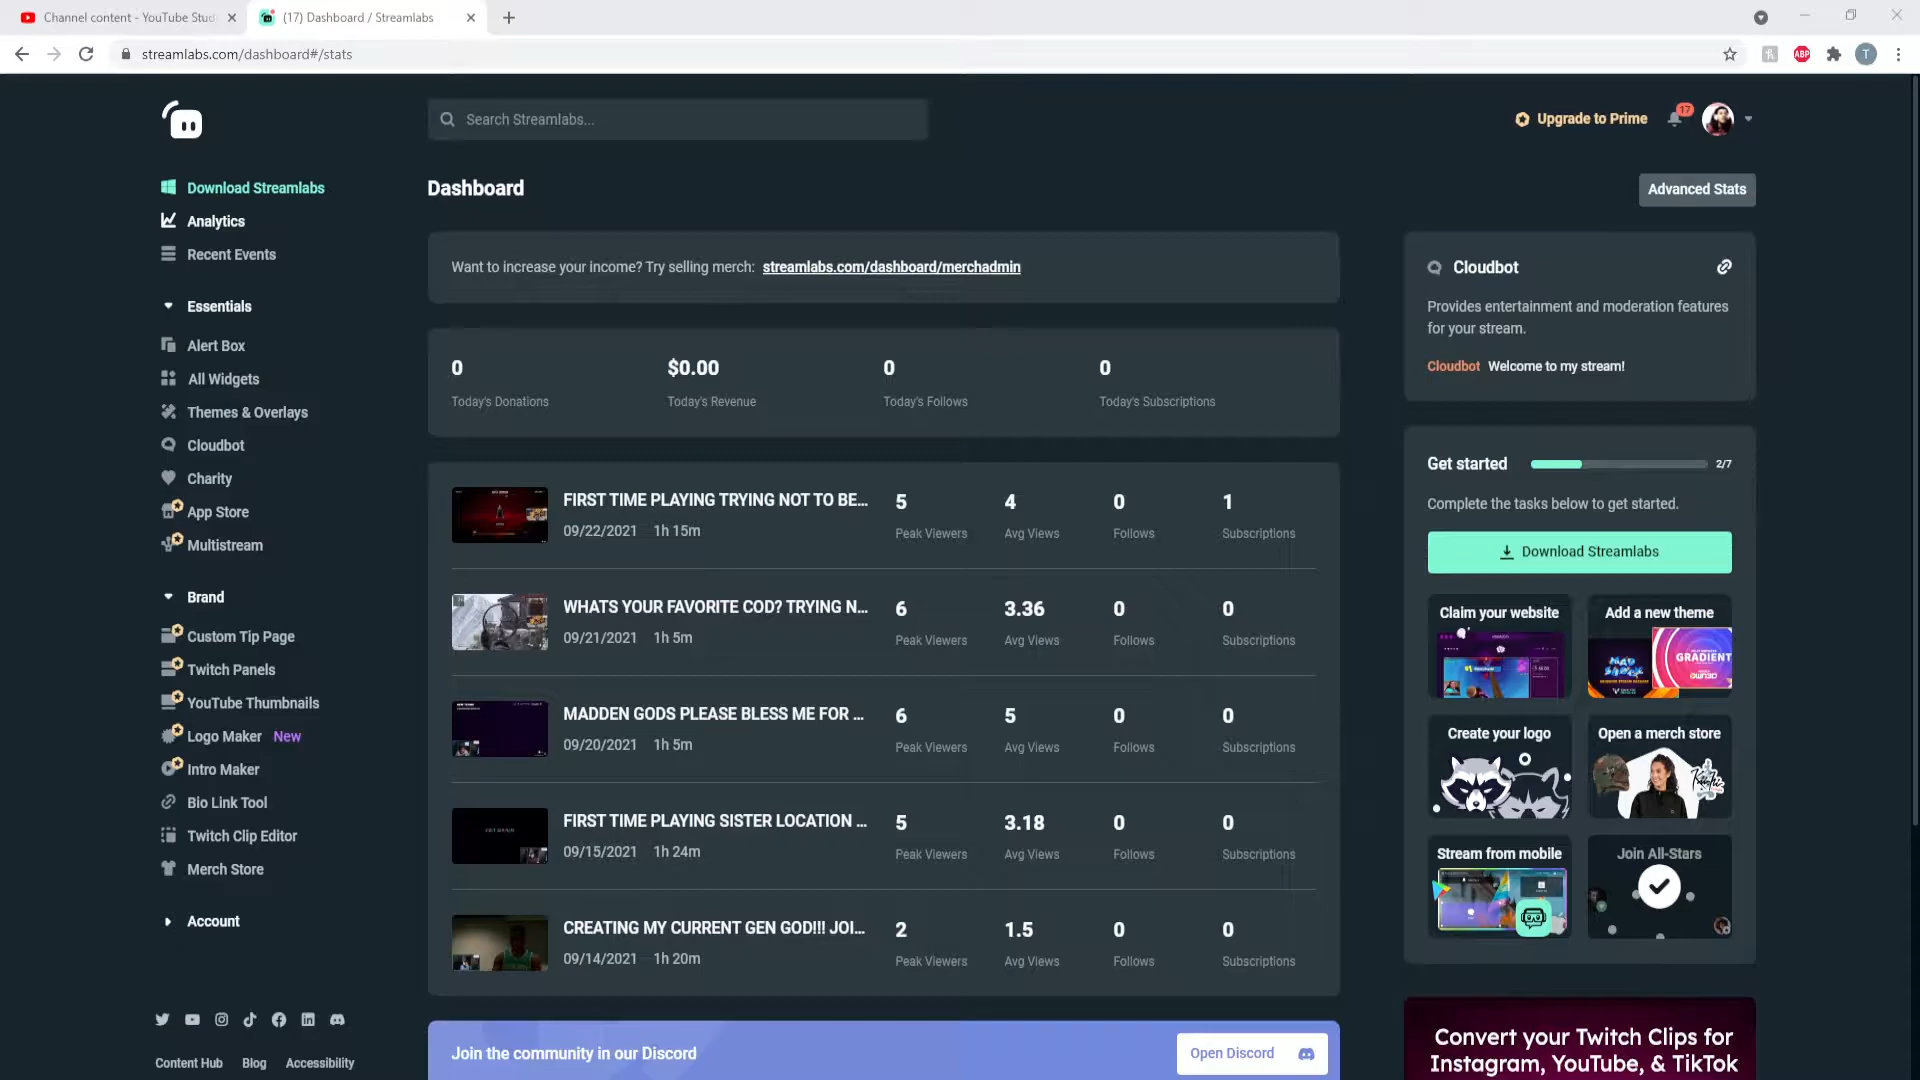 Channel content - YouTube Stud
(17) Dashboard / Streamlabs
streamlabs.com/dashboard#/stats
ABP
T
Search Streamlabs...
Upgrade to Prime
17
Download Streamlabs
Analytics
Recent Events
Essentials
Alert Box
All Widgets
Themes & Overlays
Cloudbot
Charity
App Store
Multistream
Brand
Custom Tip Page
Twitch Panels
YouTube Thumbnails
Logo Maker New
Intro Maker
Bio Link Tool
Twitch Clip Editor
Merch Store
Account
Content Hub Blog Accessibility
Dashboard
Advanced Stats
Want to increase your income? Try selling merch: streamlabs.com/dashboard/merchadmin
0 $0.00 0 0
Today's Donations Today's Revenue Today's Follows Today's Subscriptions
FIRST TIME PLAYING TRYING NOT TO BE... 5 4 0 1
09/22/2021 1h 15m Peak Viewers Avg Views Follows Subscriptions
WHATS YOUR FAVORITE COD? TRYING N... 6 3.36 0 0
09/21/2021 1h 5m Peak Viewers Avg Views Follows Subscriptions
MADDEN GODS PLEASE BLESS ME FOR ... 6 5 0 0
09/20/2021 1h 5m Peak Viewers Avg Views Follows Subscriptions
FIRST TIME PLAYING SISTER LOCATION ... 5 3.18 0 0
09/15/2021 1h 24m Peak Viewers Avg Views Follows Subscriptions
CREATING MY CURRENT GEN GOD!!! JOI... 2 1.5 0 0
09/14/2021 1h 20m Peak Viewers Avg Views Follows Subscriptions
Join the community in our Discord
Open Discord
Cloudbot
Provides entertainment and moderation features
for your stream.
Cloudbot Welcome to my stream!
Get started 2/7
Complete the tasks below to get started.
Download Streamlabs
Claim your website
Add a new theme
GRADIENT
Create your logo
Open a merch store
Stream from mobile
Join All-Stars
Convert your Twitch Clips for
Instagram, YouTube, & TikTok